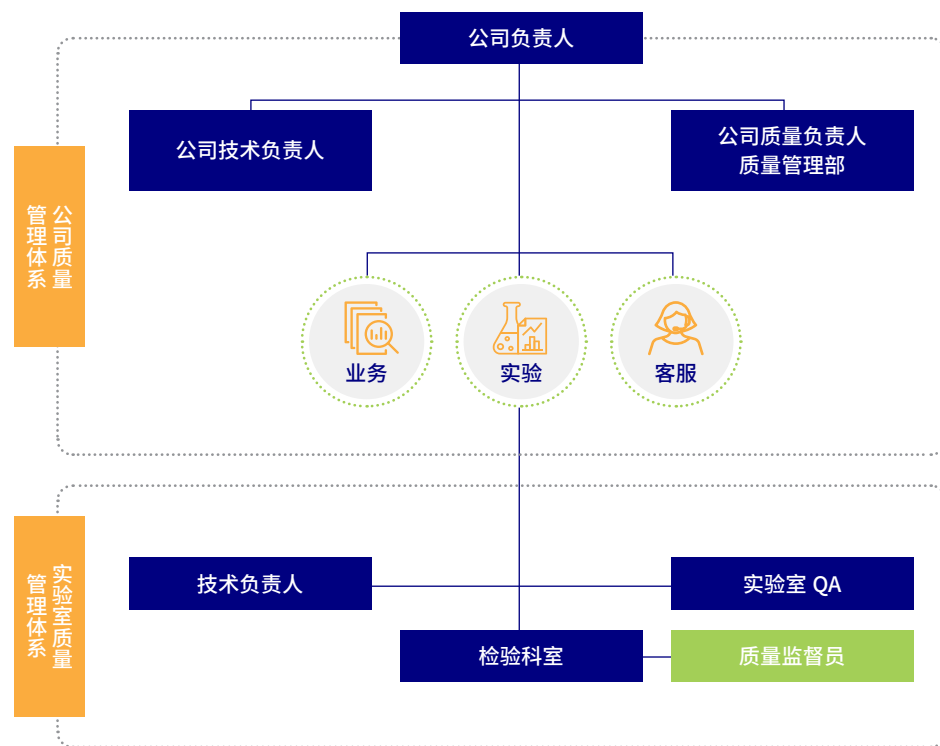 公司负责人
公司技术负责人
公司质量负责人
质量管理部
公司质量
管理体系
业务
实验
客服
实验室质量
管理体系
技术负责人
实验室 QA
检验科室
质量监督员